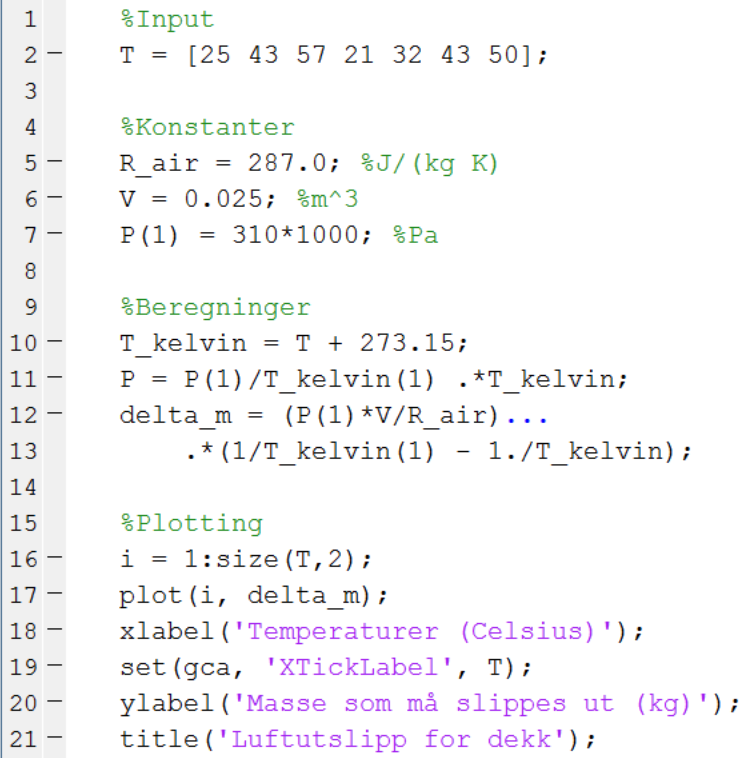 1 %Input
2 – T = [25 43 57 21 32 43 50];
3
4 %Konstanter
5 – R_air = 287.0; %J/(kg K)
6 – V = 0.025; %m^3
7 – P(1) = 310*1000; %Pa
8
9 %Beregninger
10 – T_kelvin = T + 273.15;
11 – P = P(1)/T_kelvin(1) .*T_kelvin;
12 – delta_m = (P(1)*V/R_air)...
13 .*(1/T_kelvin(1) - 1./T_kelvin);
14
15 %Plotting
16 – i = 1:size(T,2);
17 – plot(i, delta_m);
18 – xlabel('Temperaturer (Celsius)');
19 – set(gca, 'XTickLabel', T);
20 – ylabel('Masse som må slippes ut (kg)');
21 – title('Luftutslipp for dekk');